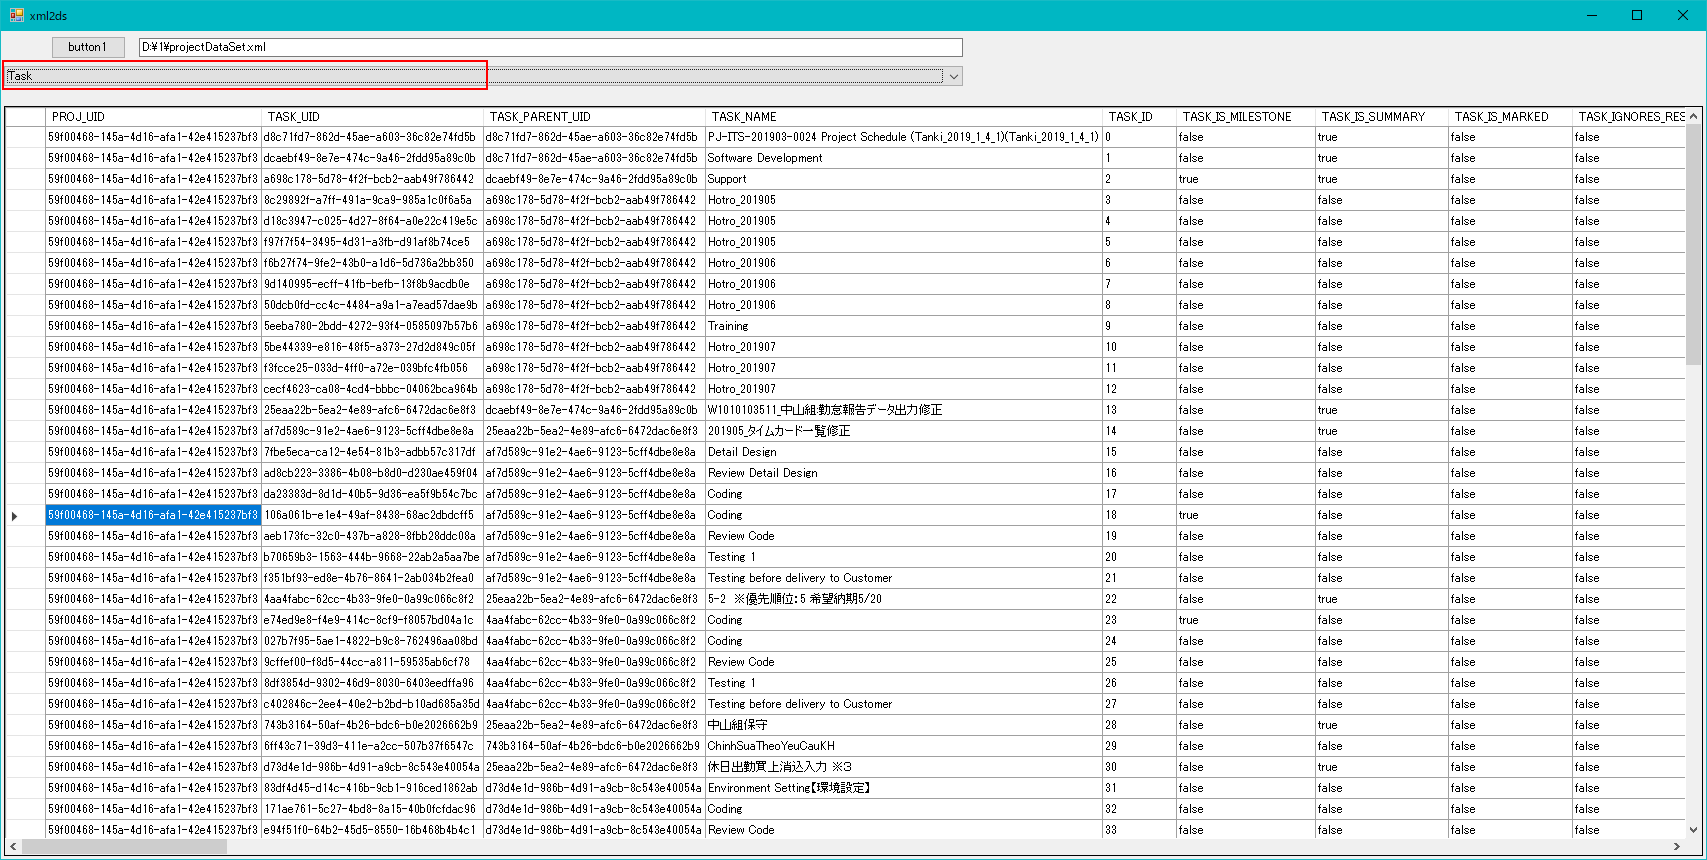 xml2ds
button1 D:¥1¥projectDataSet.xml
Task
PROJ_UID TASK_UID TASK_PARENT_UID TASK_NAME TASK_ID TASK_IS_MILESTONE TASK_IS_SUMMARY TASK_IS_MARKED TASK_IGNORES_RES
59f00468-145a-4d16-afa1-42e415237bf3 d8c71fd7-862d-45ae-a603-36c82e74fd5b d8c71fd7-862d-45ae-a603-36c82e74fd5b PJ-ITS-201903-0024 Project Schedule (Tanki_2019_1_4_1)(Tanki_2019_1_4_1) 0 false true false false
59f00468-145a-4d16-afa1-42e415237bf3 dcaebf49-8e7e-474c-9a46-2fdd95a89c0b d8c71fd7-862d-45ae-a603-36c82e74fd5b Software Development 1 false true false false
59f00468-145a-4d16-afa1-42e415237bf3 a698c178-5d78-4f2f-bcb2-aab49f786442 dcaebf49-8e7e-474c-9a46-2fdd95a89c0b Support 2 true true false false
59f00468-145a-4d16-afa1-42e415237bf3 8c29892f-a7ff-491a-9ca9-985a1c0f6a5a a698c178-5d78-4f2f-bcb2-aab49f786442 Hotro_201905 3 false false false false
59f00468-145a-4d16-afa1-42e415237bf3 d18c3947-c025-4d27-8f64-a0e22c419e5c a698c178-5d78-4f2f-bcb2-aab49f786442 Hotro_201905 4 false false false false
59f00468-145a-4d16-afa1-42e415237bf3 f97f7f54-3495-4d31-a3fb-d91af8b74ce5 a698c178-5d78-4f2f-bcb2-aab49f786442 Hotro_201905 5 false false false false
59f00468-145a-4d16-afa1-42e415237bf3 f6b27f74-9fe2-43b0-a1d6-5d736a2bb350 a698c178-5d78-4f2f-bcb2-aab49f786442 Hotro_201906 6 false false false false
59f00468-145a-4d16-afa1-42e415237bf3 9d140995-ecff-41fb-befb-13f8b9acdb0e a698c178-5d78-4f2f-bcb2-aab49f786442 Hotro_201906 7 false false false false
59f00468-145a-4d16-afa1-42e415237bf3 50dcb0fd-cc4c-4484-a9a1-a7ead57dae9b a698c178-5d78-4f2f-bcb2-aab49f786442 Hotro_201906 8 false false false false
59f00468-145a-4d16-afa1-42e415237bf3 5eeba780-2bdd-4272-93f4-0585097b57b6 a698c178-5d78-4f2f-bcb2-aab49f786442 Training 9 false false false false
59f00468-145a-4d16-afa1-42e415237bf3 5be44339-e816-48f5-a373-27d2d849c05f a698c178-5d78-4f2f-bcb2-aab49f786442 Hotro_201907 10 false false false false
59f00468-145a-4d16-afa1-42e415237bf3 f3fcce25-033d-4ff0-a72e-039bfc4fb056 a698c178-5d78-4f2f-bcb2-aab49f786442 Hotro_201907 11 false false false false
59f00468-145a-4d16-afa1-42e415237bf3 cecf4623-ca08-4cd4-bbbc-04062bca964b a698c178-5d78-4f2f-bcb2-aab49f786442 Hotro_201907 12 false false false false
59f00468-145a-4d16-afa1-42e415237bf3 25eaa22b-5ea2-4e89-afc6-6472dac6e8f3 dcaebf49-8e7e-474c-9a46-2fdd95a89c0b W1010103511_中山組勤怠報告データ出力修正 13 false true false false
59f00468-145a-4d16-afa1-42e415237bf3 af7d589c-91e2-4ae6-9123-5cff4dbe8e8a 25eaa22b-5ea2-4e89-afc6-6472dac6e8f3 201905_タイムカード一覧修正 14 false true false false
59f00468-145a-4d16-afa1-42e415237bf3 7fbe5eca-ca12-4e54-81b3-adbb57c317df af7d589c-91e2-4ae6-9123-5cff4dbe8e8a Detail Design 15 false false false false
59f00468-145a-4d16-afa1-42e415237bf3 ad8cb223-3386-4b08-b8d0-d230ae459f04 af7d589c-91e2-4ae6-9123-5cff4dbe8e8a Review Detail Design 16 false false false false
59f00468-145a-4d16-afa1-42e415237bf3 da23383d-8d1d-40b5-9d36-ea5f9b54c7bc af7d589c-91e2-4ae6-9123-5cff4dbe8e8a Coding 17 false false false false
59f00468-145a-4d16-afa1-42e415237bf3 106a061b-e1e4-49af-8438-68ac2dbdcff5 af7d589c-91e2-4ae6-9123-5cff4dbe8e8a Coding 18 true false false false
59f00468-145a-4d16-afa1-42e415237bf3 aeb173fc-32c0-437b-a828-8fbb28ddc08a af7d589c-91e2-4ae6-9123-5cff4dbe8e8a Review Code 19 false false false false
59f00468-145a-4d16-afa1-42e415237bf3 b70659b3-1563-444b-9668-22ab2a5aa7be af7d589c-91e2-4ae6-9123-5cff4dbe8e8a Testing 1 20 false false false false
59f00468-145a-4d16-afa1-42e415237bf3 f351bf93-ed8e-4b76-8641-2ab034b2fea0 af7d589c-91e2-4ae6-9123-5cff4dbe8e8a Testing before delivery to Customer 21 false false false false
59f00468-145a-4d16-afa1-42e415237bf3 4aa4fabc-62cc-4b33-9fe0-0a99c066c8f2 25eaa22b-5ea2-4e89-afc6-6472dac6e8f3 5-2 ※優先順位：5 希望納期5/20 22 false true false false
59f00468-145a-4d16-afa1-42e415237bf3 e74ed9e8-f4e9-414c-8cf9-f8057bd04a1c 4aa4fabc-62cc-4b33-9fe0-0a99c066c8f2 Coding 23 true false false false
59f00468-145a-4d16-afa1-42e415237bf3 027b7f95-5ae1-4822-b9c8-762496aa08bd 4aa4fabc-62cc-4b33-9fe0-0a99c066c8f2 Coding 24 false false false false
59f00468-145a-4d16-afa1-42e415237bf3 9cffef00-f8d5-44cc-a811-59535ab6cf78 4aa4fabc-62cc-4b33-9fe0-0a99c066c8f2 Review Code 25 false false false false
59f00468-145a-4d16-afa1-42e415237bf3 8df3854d-9302-46d9-8030-6403eedffa96 4aa4fabc-62cc-4b33-9fe0-0a99c066c8f2 Testing 1 26 false false false false
59f00468-145a-4d16-afa1-42e415237bf3 c402846c-2ee4-40e2-b2bd-b10ad685a35d 4aa4fabc-62cc-4b33-9fe0-0a99c066c8f2 Testing before delivery to Customer 27 false false false false
59f00468-145a-4d16-afa1-42e415237bf3 743b3164-50af-4b26-bdc6-b0e2026662b9 25eaa22b-5ea2-4e89-afc6-6472dac6e8f3 中山組保守 28 false true false false
59f00468-145a-4d16-afa1-42e415237bf3 6ff43c71-39d3-411e-a2cc-507b37f6547c 743b3164-50af-4b26-bdc6-b0e2026662b9 ChinhSuaTheoYeuCauKH 29 false false false false
59f00468-145a-4d16-afa1-42e415237bf3 d73d4e1d-986b-4d91-a9cb-8c543e40054a 25eaa22b-5ea2-4e89-afc6-6472dac6e8f3 休日出勤買上消込入力 ※３ 30 false true false false
59f00468-145a-4d16-afa1-42e415237bf3 83df4d45-d14c-416b-9cb1-916ced1862ab d73d4e1d-986b-4d91-a9cb-8c543e40054a Environment Setting【環境設定】 31 false false false false
59f00468-145a-4d16-afa1-42e415237bf3 171ae761-5c27-4bd8-8a15-40b0fcfdac96 d73d4e1d-986b-4d91-a9cb-8c543e40054a Coding 32 false false false false
59f00468-145a-4d16-afa1-42e415237bf3 e94f51f0-64b2-45d5-8550-16b468b4b4c1 d73d4e1d-986b-4d91-a9cb-8c543e40054a Review Code 33 false false false false